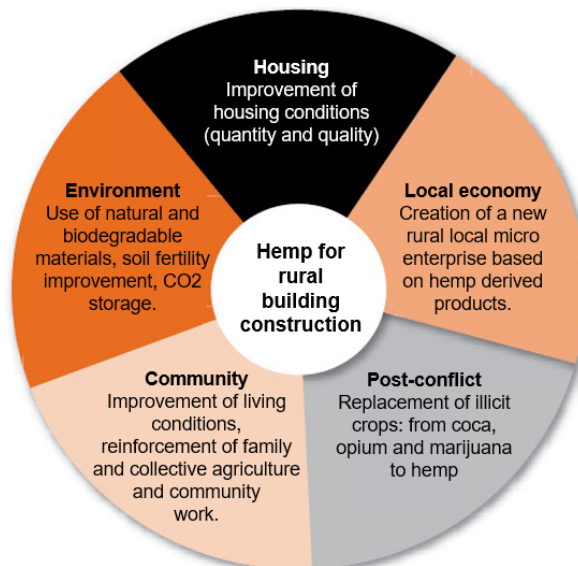 Housing
Improvement of
housing conditions
(quantity and quality)
Local economy
Creation of a new
rural local micro
enterprise based
on hemp derived
products.
Post-conflict
Replacement of illicit
crops: from coca,
opium and marijuana
to hemp
Community
Improvement of living
conditions,
reinforcement of family
and collective agriculture
and community
work.
Environment
Use of natural and
biodegradable
materials, soil fertility
improvement, CO2
storage.
Hemp for
rural
building
construction